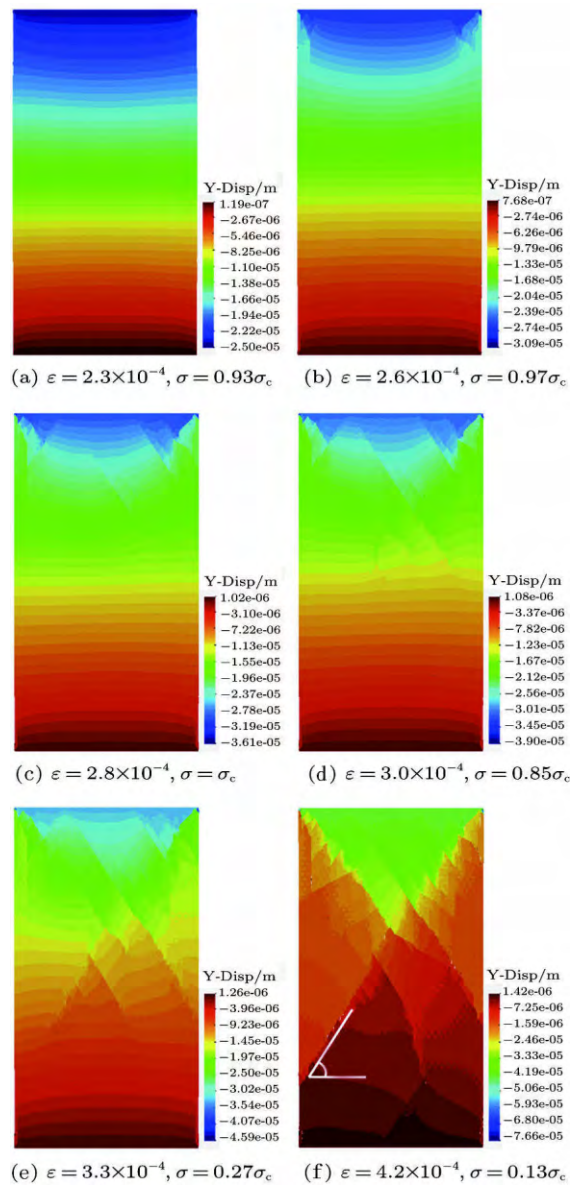 Y-Disp/m
1.19e-07
−2.67e-06
−5.46e-06
−8.25e-06
−1.10e-05
−1.38e-05
−1.66e-05
−1.94e-05
−2.22e-05
−2.50e-05
(a) ε = 2.3×10⁻⁴, σ = 0.93σc
Y-Disp/m
7.68e-07
−2.74e-06
−6.26e-06
−9.79e-06
−1.33e-05
−1.68e-05
−2.04e-05
−2.39e-05
−2.74e-05
−3.09e-05
(b) ε = 2.6×10⁻⁴, σ = 0.97σc
Y-Disp/m
1.02e-06
−3.10e-06
−7.22e-06
−1.13e-05
−1.55e-05
−1.96e-05
−2.37e-05
−2.78e-05
−3.19e-05
−3.61e-05
(c) ε = 2.8×10⁻⁴, σ = σc
Y-Disp/m
1.08e-06
−3.37e-06
−7.82e-06
−1.23e-05
−1.67e-05
−2.12e-05
−2.56e-05
−3.01e-05
−3.45e-05
−3.90e-05
(d) ε = 3.0×10⁻⁴, σ = 0.85σc
Y-Disp/m
1.26e-06
−3.96e-06
−9.23e-06
−1.45e-05
−1.97e-05
−2.50e-05
−3.02e-05
−3.54e-05
−4.07e-05
−4.59e-05
(e) ε = 3.3×10⁻⁴, σ = 0.27σc
Y-Disp/m
1.42e-06
−7.25e-06
−1.59e-06
−2.46e-05
−3.33e-05
−4.19e-05
−5.06e-05
−5.93e-05
−6.80e-05
−7.66e-05
(f) ε = 4.2×10⁻⁴, σ = 0.13σc